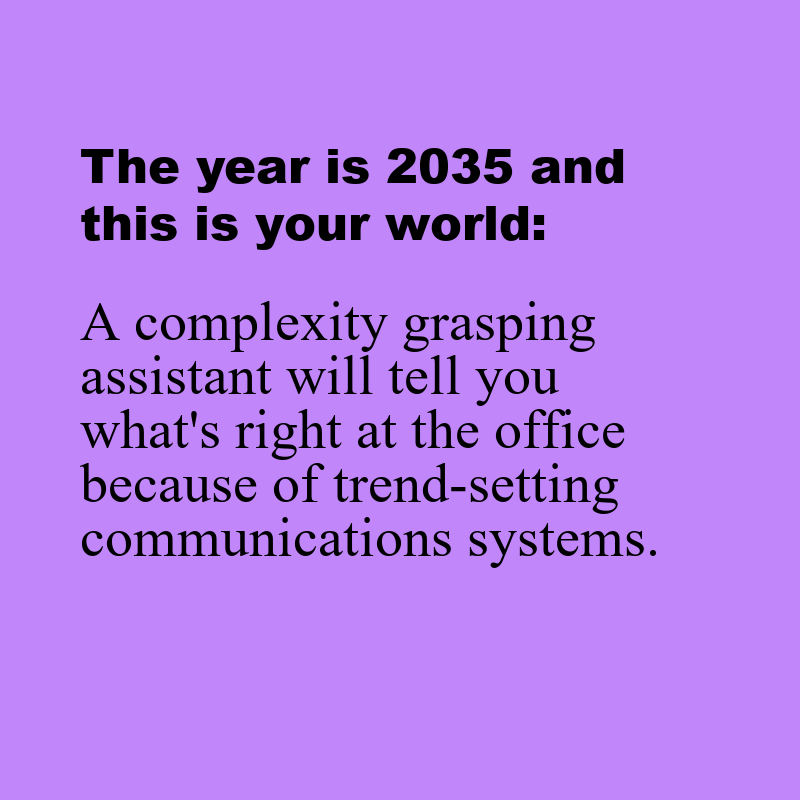 The year is 2035 and
this is your world:
A complexity grasping
assistant will tell you
what's right at the office
because of trend-setting
communications systems.